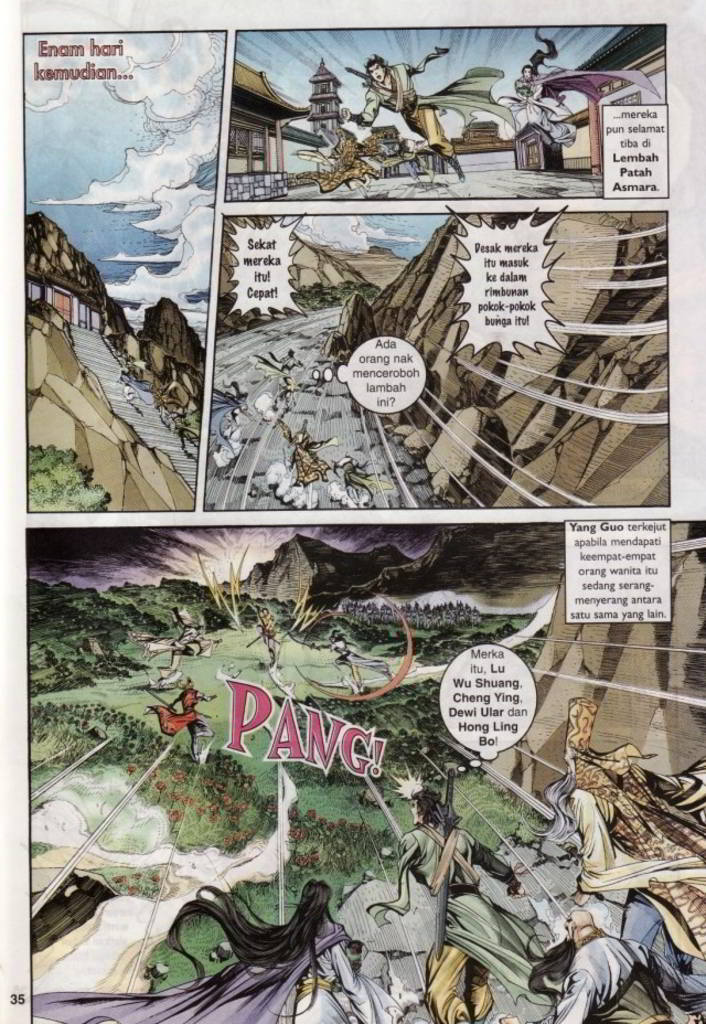 Enam hari
kemudian...
...mereka
pun selamat
tiba di
Lembah
Patah
Asmara.
Sekat
mereka
itu!
Cepat!
Desak mereka
itu masuk
ke dalam
rimbunan
pokok-pokok
bunga itu!
Ada
orang nak
menceroboh
lambah
ini?
Yang Guo terkejut
apabila mendapati
keempat-empat
orang wanita itu
sedang serang-
menyerang antara
satu sama yang lain.
Merka
itu, Lu
Wu Shuang,
Cheng Ying,
Dewi Ular dan
Hong Ling
Bo!
PANG!
35